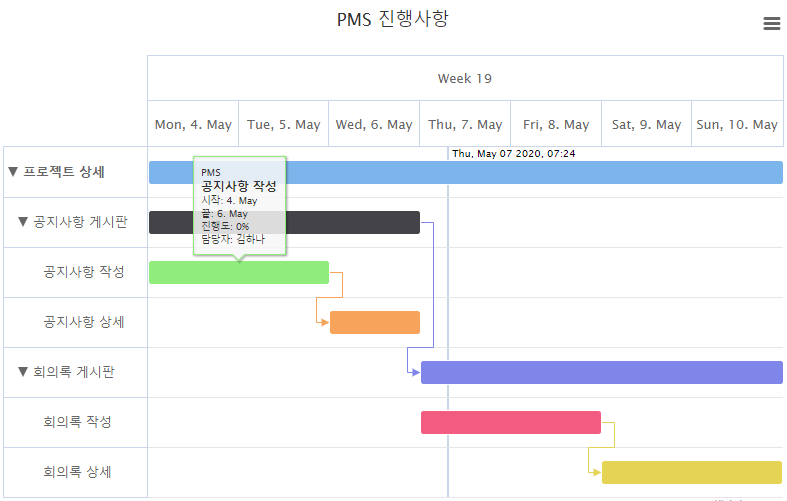 PMS 진행사항
Week 19
Mon, 4. May
Tue, 5. May
Wed, 6. May
Thu, 7. May
Fri, 8. May
Sat, 9. May
Sun, 10. May
Thu, May 07 2020, 07:24
▼ 프로젝트 상세
PMS
공지사항 작성
시작: 4. May
끝: 6. May
진행도: 0%
담당자: 김하나
▼ 공지사항 게시판
공지사항 작성
공지사항 상세
▼ 회의록 게시판
회의록 작성
회의록 상세